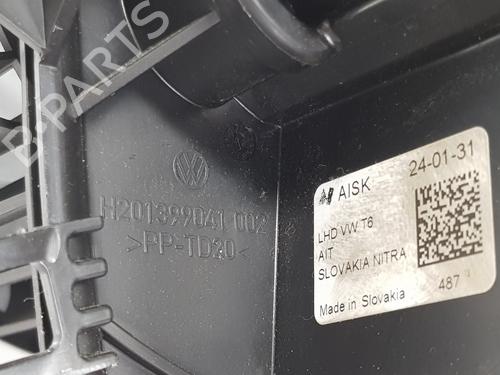 B-PARTS
H201399041 002
>PP-TD20<
AISK
24-01-31
LHD VW T6
AIT
SLOVAKIA NITRA
Made in Slovakia
487